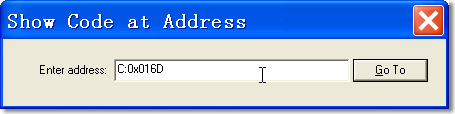 Show Code at Address
Enter address: C:0x016D Go To